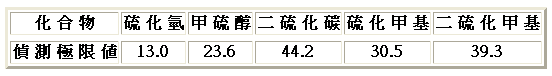 化合物 硫化氫 甲硫醇 二硫化碳 硫化甲基 二硫化甲基
偵測極限值 13.0 23.6 44.2 30.5 39.3